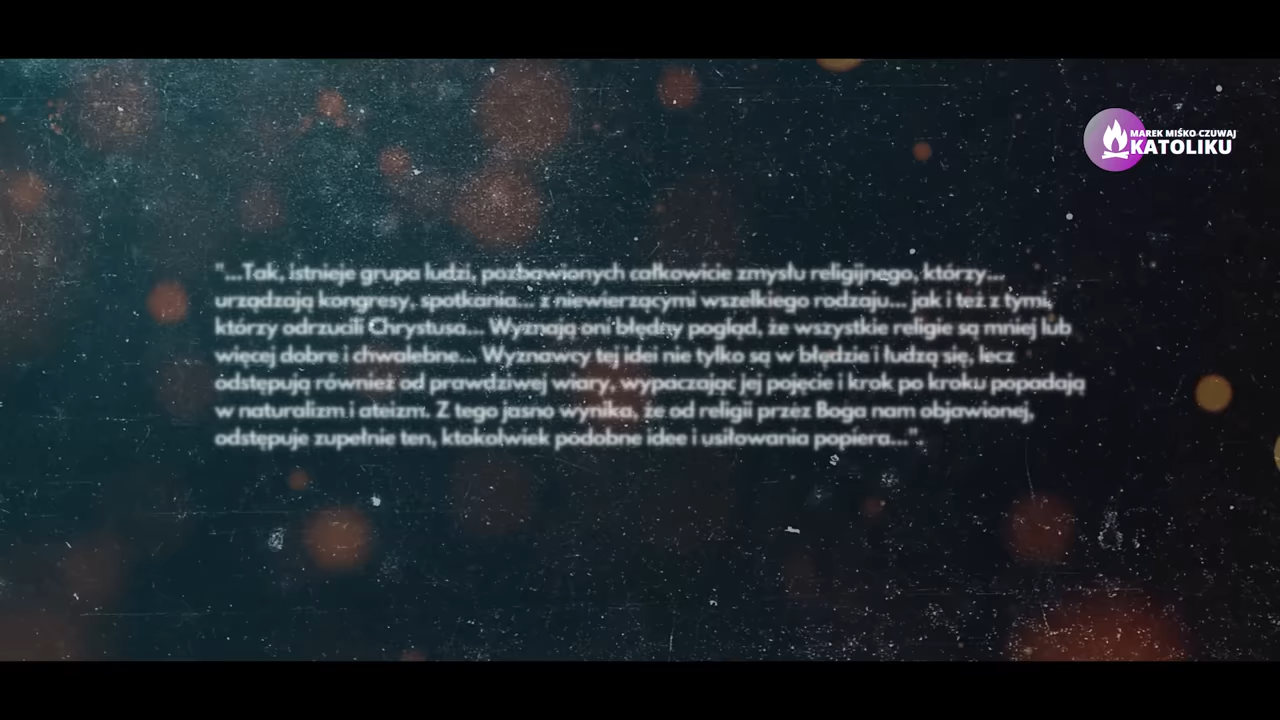 MAREK MIŚKO CZUWAJ
KATOLIKU
"...Tak, istnieje grupa ludzi, pozbawionych całkowicie zmysłu religijnego, którzy...
urządzają kongresy, spotkania... z niewierzącymi wszelkiego rodzaju... jak i też z tymi,
którzy odrzucili Chrystusa... Wyznają oni błędny pogląd, że wszystkie religie są mniej lub
więcej dobre i chwalebne... Wyznawcy tej idei nie tylko są w błędzie i łudzą się, lecz
odstępują również od prawdziwej wiary, wypaczając jej pojęcie i krok po kroku popadają
w naturalizm i ateizm. Z tego jasno wynika, że od religii przez Boga nam objawionej,
odstępuje zupełnie ten, ktokolwiek podobne idee i usiłowania popiera...".